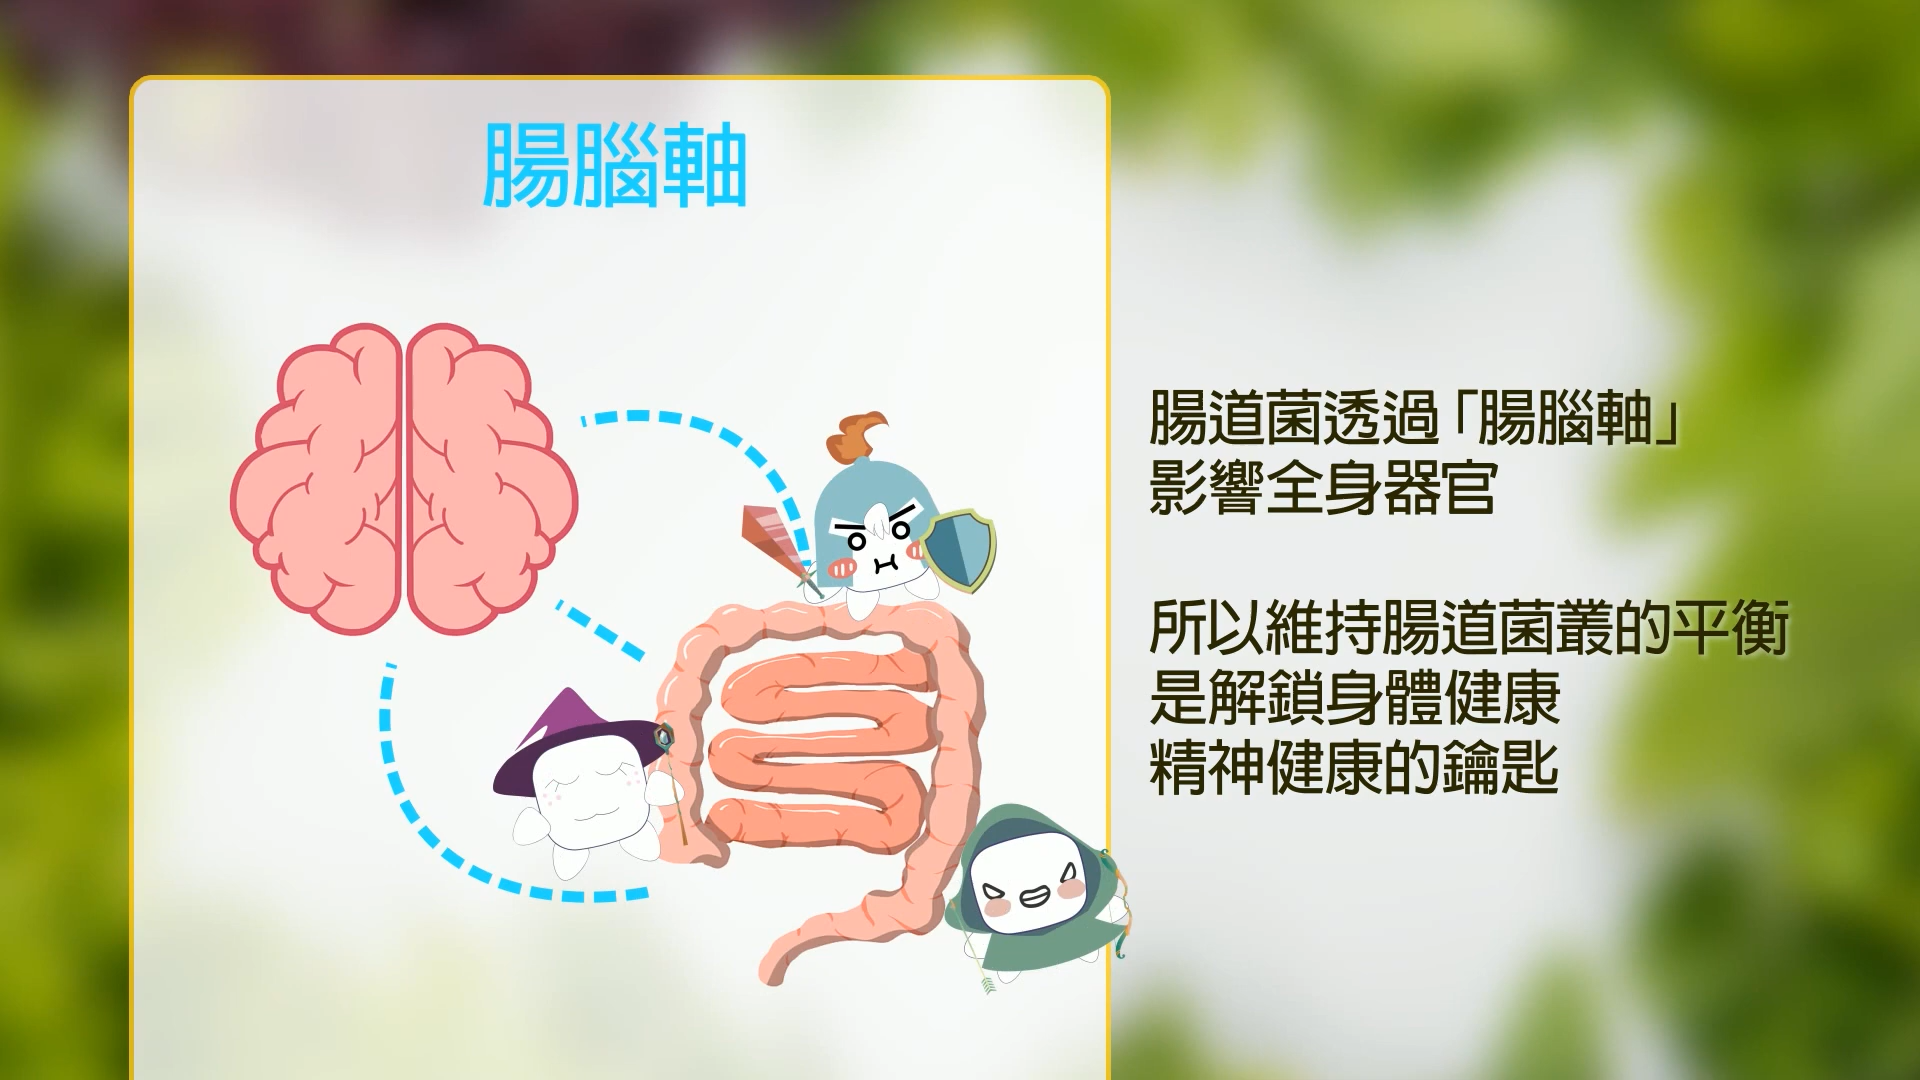 腸腦軸
腸道菌透過「腸腦軸」
影響全身器官
所以維持腸道菌叢的平衡
是解鎖身體健康
精神健康的鑰匙